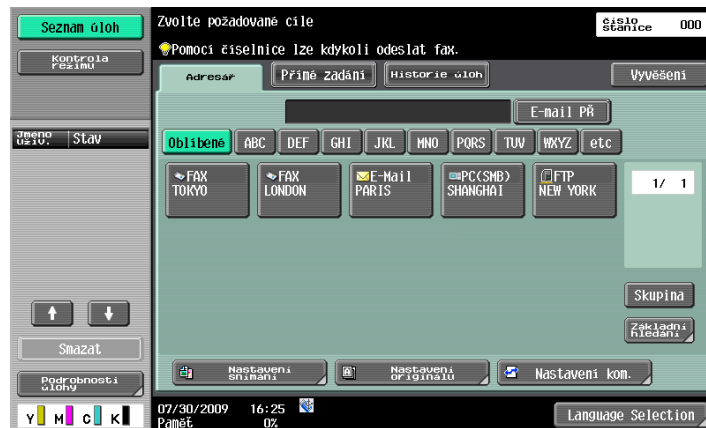 Seznam úloh
Kontrola
režimu
Jméno
uživ.
Stav
Smazat
Podrobnosti
úlohy
Y M C K
Zvolte požadované cíle
číslo
stanice
000
Pomocí číselnice lze kdykoli odeslat fax.
Adresář
Přímé zadání
Historie úloh
Vyvěšení
E-mail PŘ
Oblíbené ABC DEF GHI JKL MNO PQRS TUV WXYZ etc
FAX
TOKYO
FAX
LONDON
E-Mail
PARIS
PC(SMB)
SHANGHAI
FTP
NEW YORK
1/ 1
Skupina
Základní
hledání
Nastavení
snímání
Nastavení
originálu
Nastavení kom.
07/30/2009 16:25
Paměť 0%
Language Selection